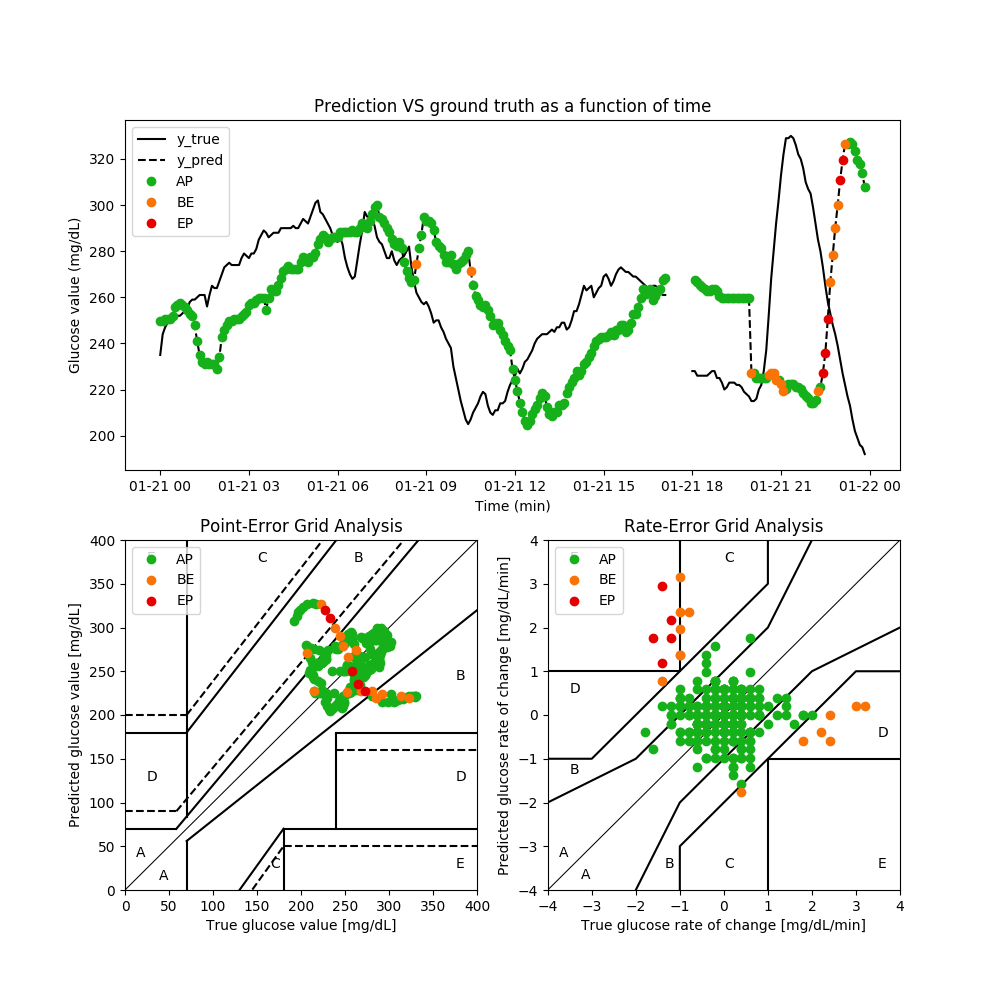 Prediction VS ground truth as a function of time
Glucose value (mg/dL)
320
300
280
260
240
220
200
y_true
y_pred
AP
BE
EP
01-21 00 01-21 03 01-21 06 01-21 09 01-21 12 01-21 15 01-21 18 01-21 21 01-22 00
Time (min)
Point-Error Grid Analysis
Predicted glucose value [mg/dL]
400
350
300
250
200
150
100
50
0
AP
BE
EP
C
B
B
D
D
A
A
C
E
0 50 100 150 200 250 300 350 400
True glucose value [mg/dL]
Rate-Error Grid Analysis
Predicted glucose rate of change [mg/dL/min]
4
3
2
1
0
−1
−2
−3
−4
AP
BE
EP
C
D
D
B
A
A
B
C
E
−4 −3 −2 −1 0 1 2 3 4
True glucose rate of change [mg/dL/min]